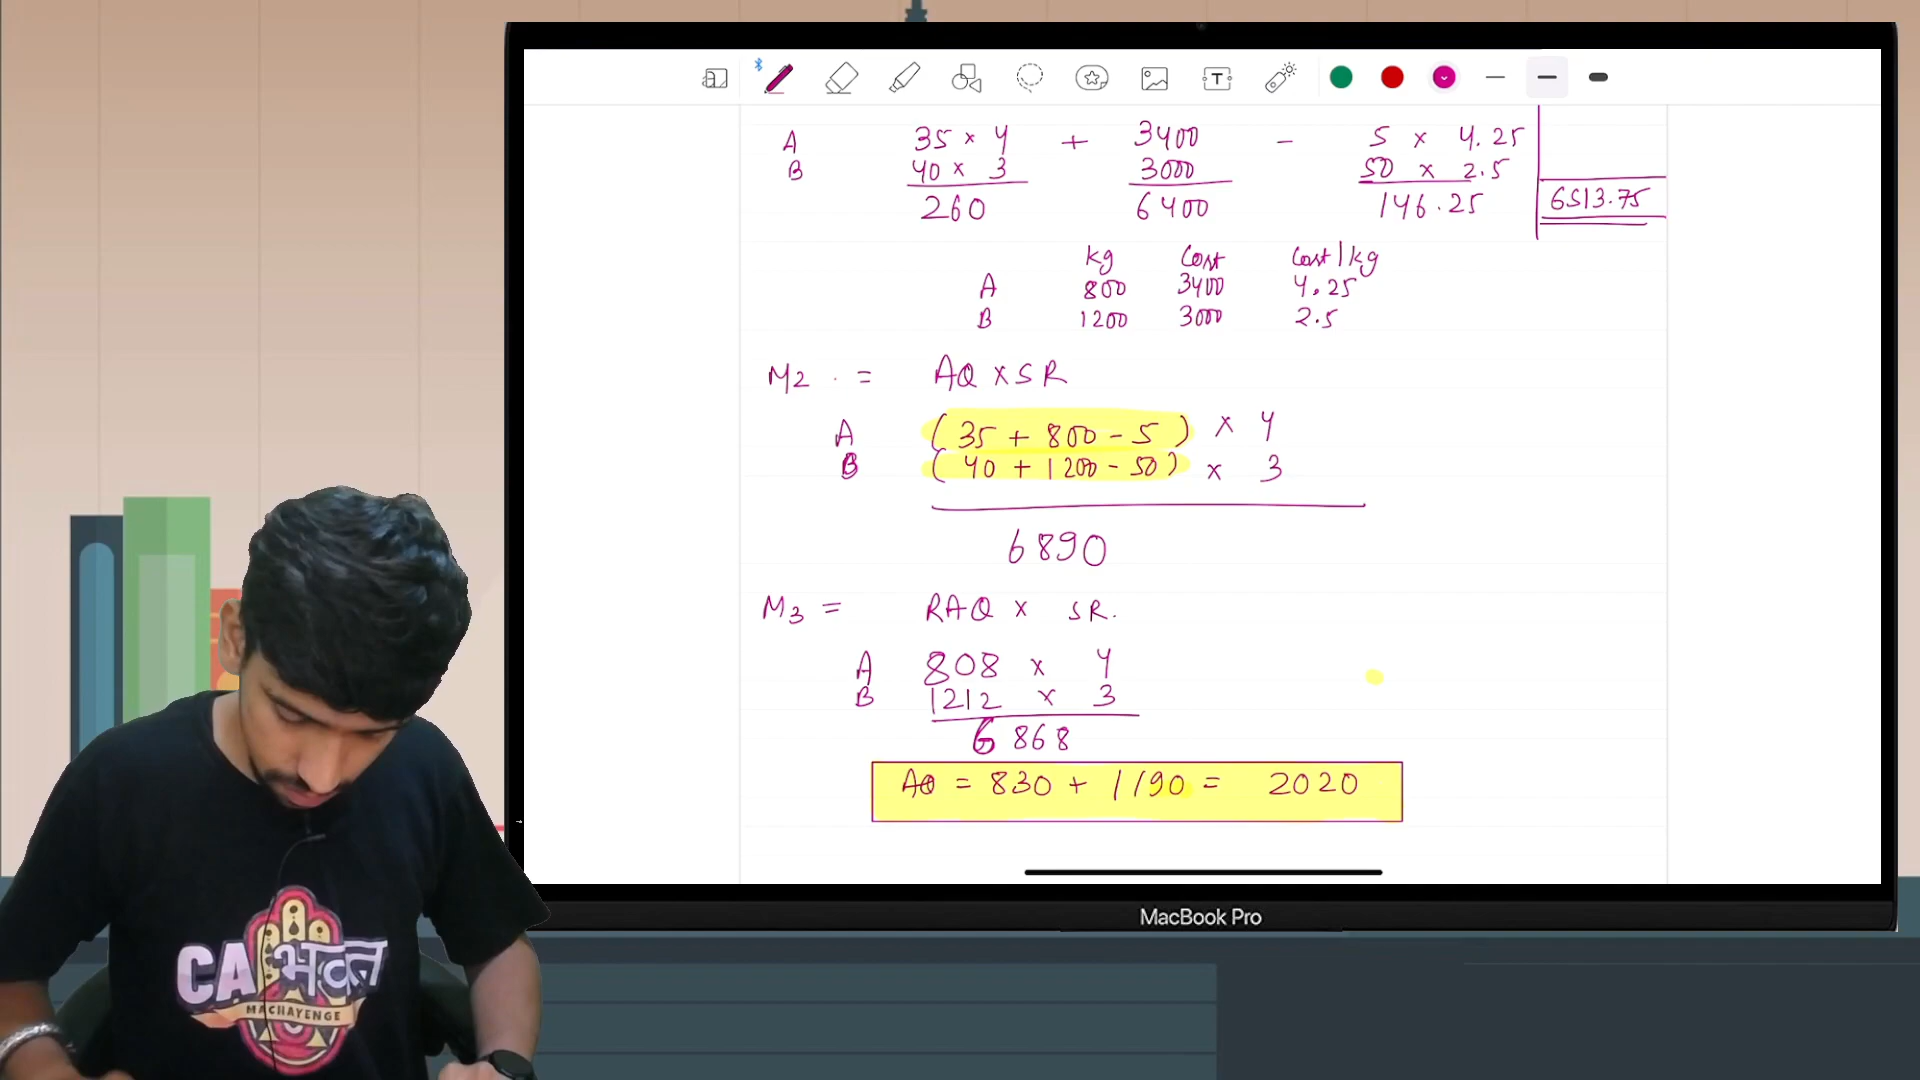 A 35 × 4 + 3400 - 5 × 4.25
B 40 × 3 3000 50 × 2.5
260 6400 146.25 6513.75
kg Cost Cost/kg
A 800 3400 4.25
B 1200 3000 2.5
M2 = AQ × SR
A (35 + 800 - 5) × 4
B (40 + 1200 - 50) × 3
6890
M3 = RAQ × SR.
A 808 × 4
B 1212 × 3
6868
AQ = 830 + 1190 = 2020
MacBook Pro
CA भक्त
MACHAYENGE